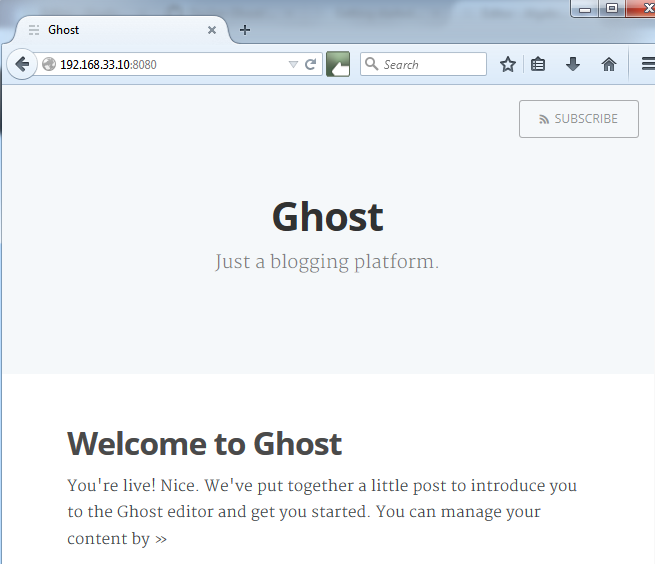 Ghost
192.168.33.10:8080
Search
SUBSCRIBE
Ghost
Just a blogging platform.
Welcome to Ghost
You're live! Nice. We've put together a little post to introduce you
to the Ghost editor and get you started. You can manage your
content by »